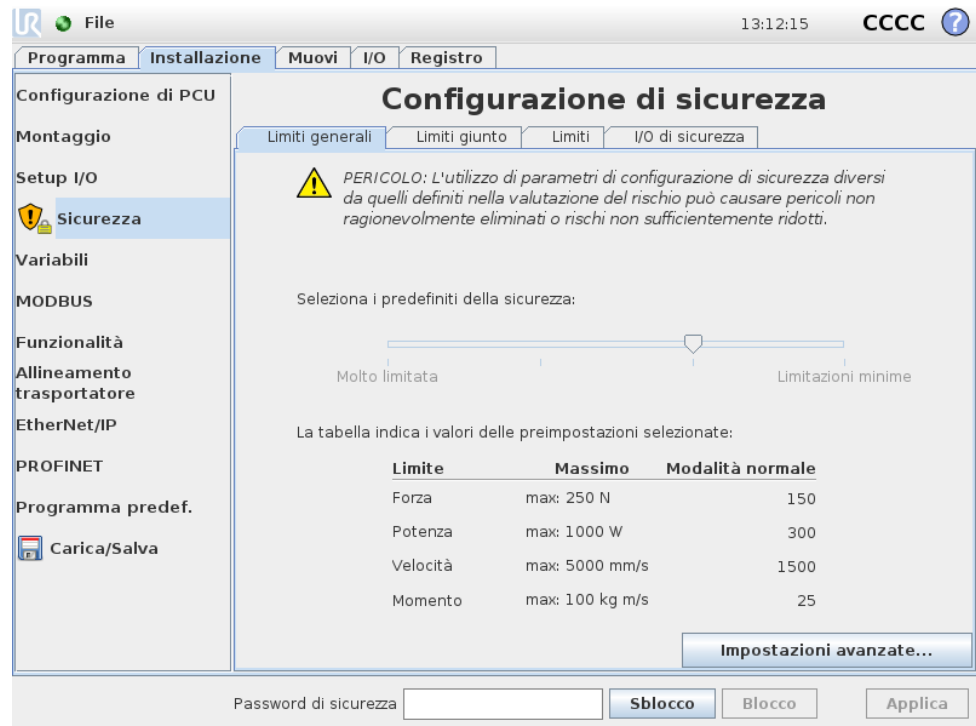 UR File 13:12:15 CCCC ?
Programma Installazione Muovi I/O Registro
Configurazione di PCU
Montaggio
Setup I/O
Sicurezza
Variabili
MODBUS
Funzionalità
Allineamento
trasportatore
EtherNet/IP
PROFINET
Programma predef.
Carica/Salva
Configurazione di sicurezza
Limiti generali Limiti giunto Limiti I/O di sicurezza
PERICOLO: L'utilizzo di parametri di configurazione di sicurezza diversi
da quelli definiti nella valutazione del rischio può causare pericoli non
ragionevolmente eliminati o rischi non sufficientemente ridotti.
Seleziona i predefiniti della sicurezza:
Molto limitata Limitazioni minime
La tabella indica i valori delle preimpostazioni selezionate:
Limite Massimo Modalità normale
Forza max: 250 N 150
Potenza max: 1000 W 300
Velocità max: 5000 mm/s 1500
Momento max: 100 kg m/s 25
Impostazioni avanzate...
Password di sicurezza Sblocco Blocco Applica